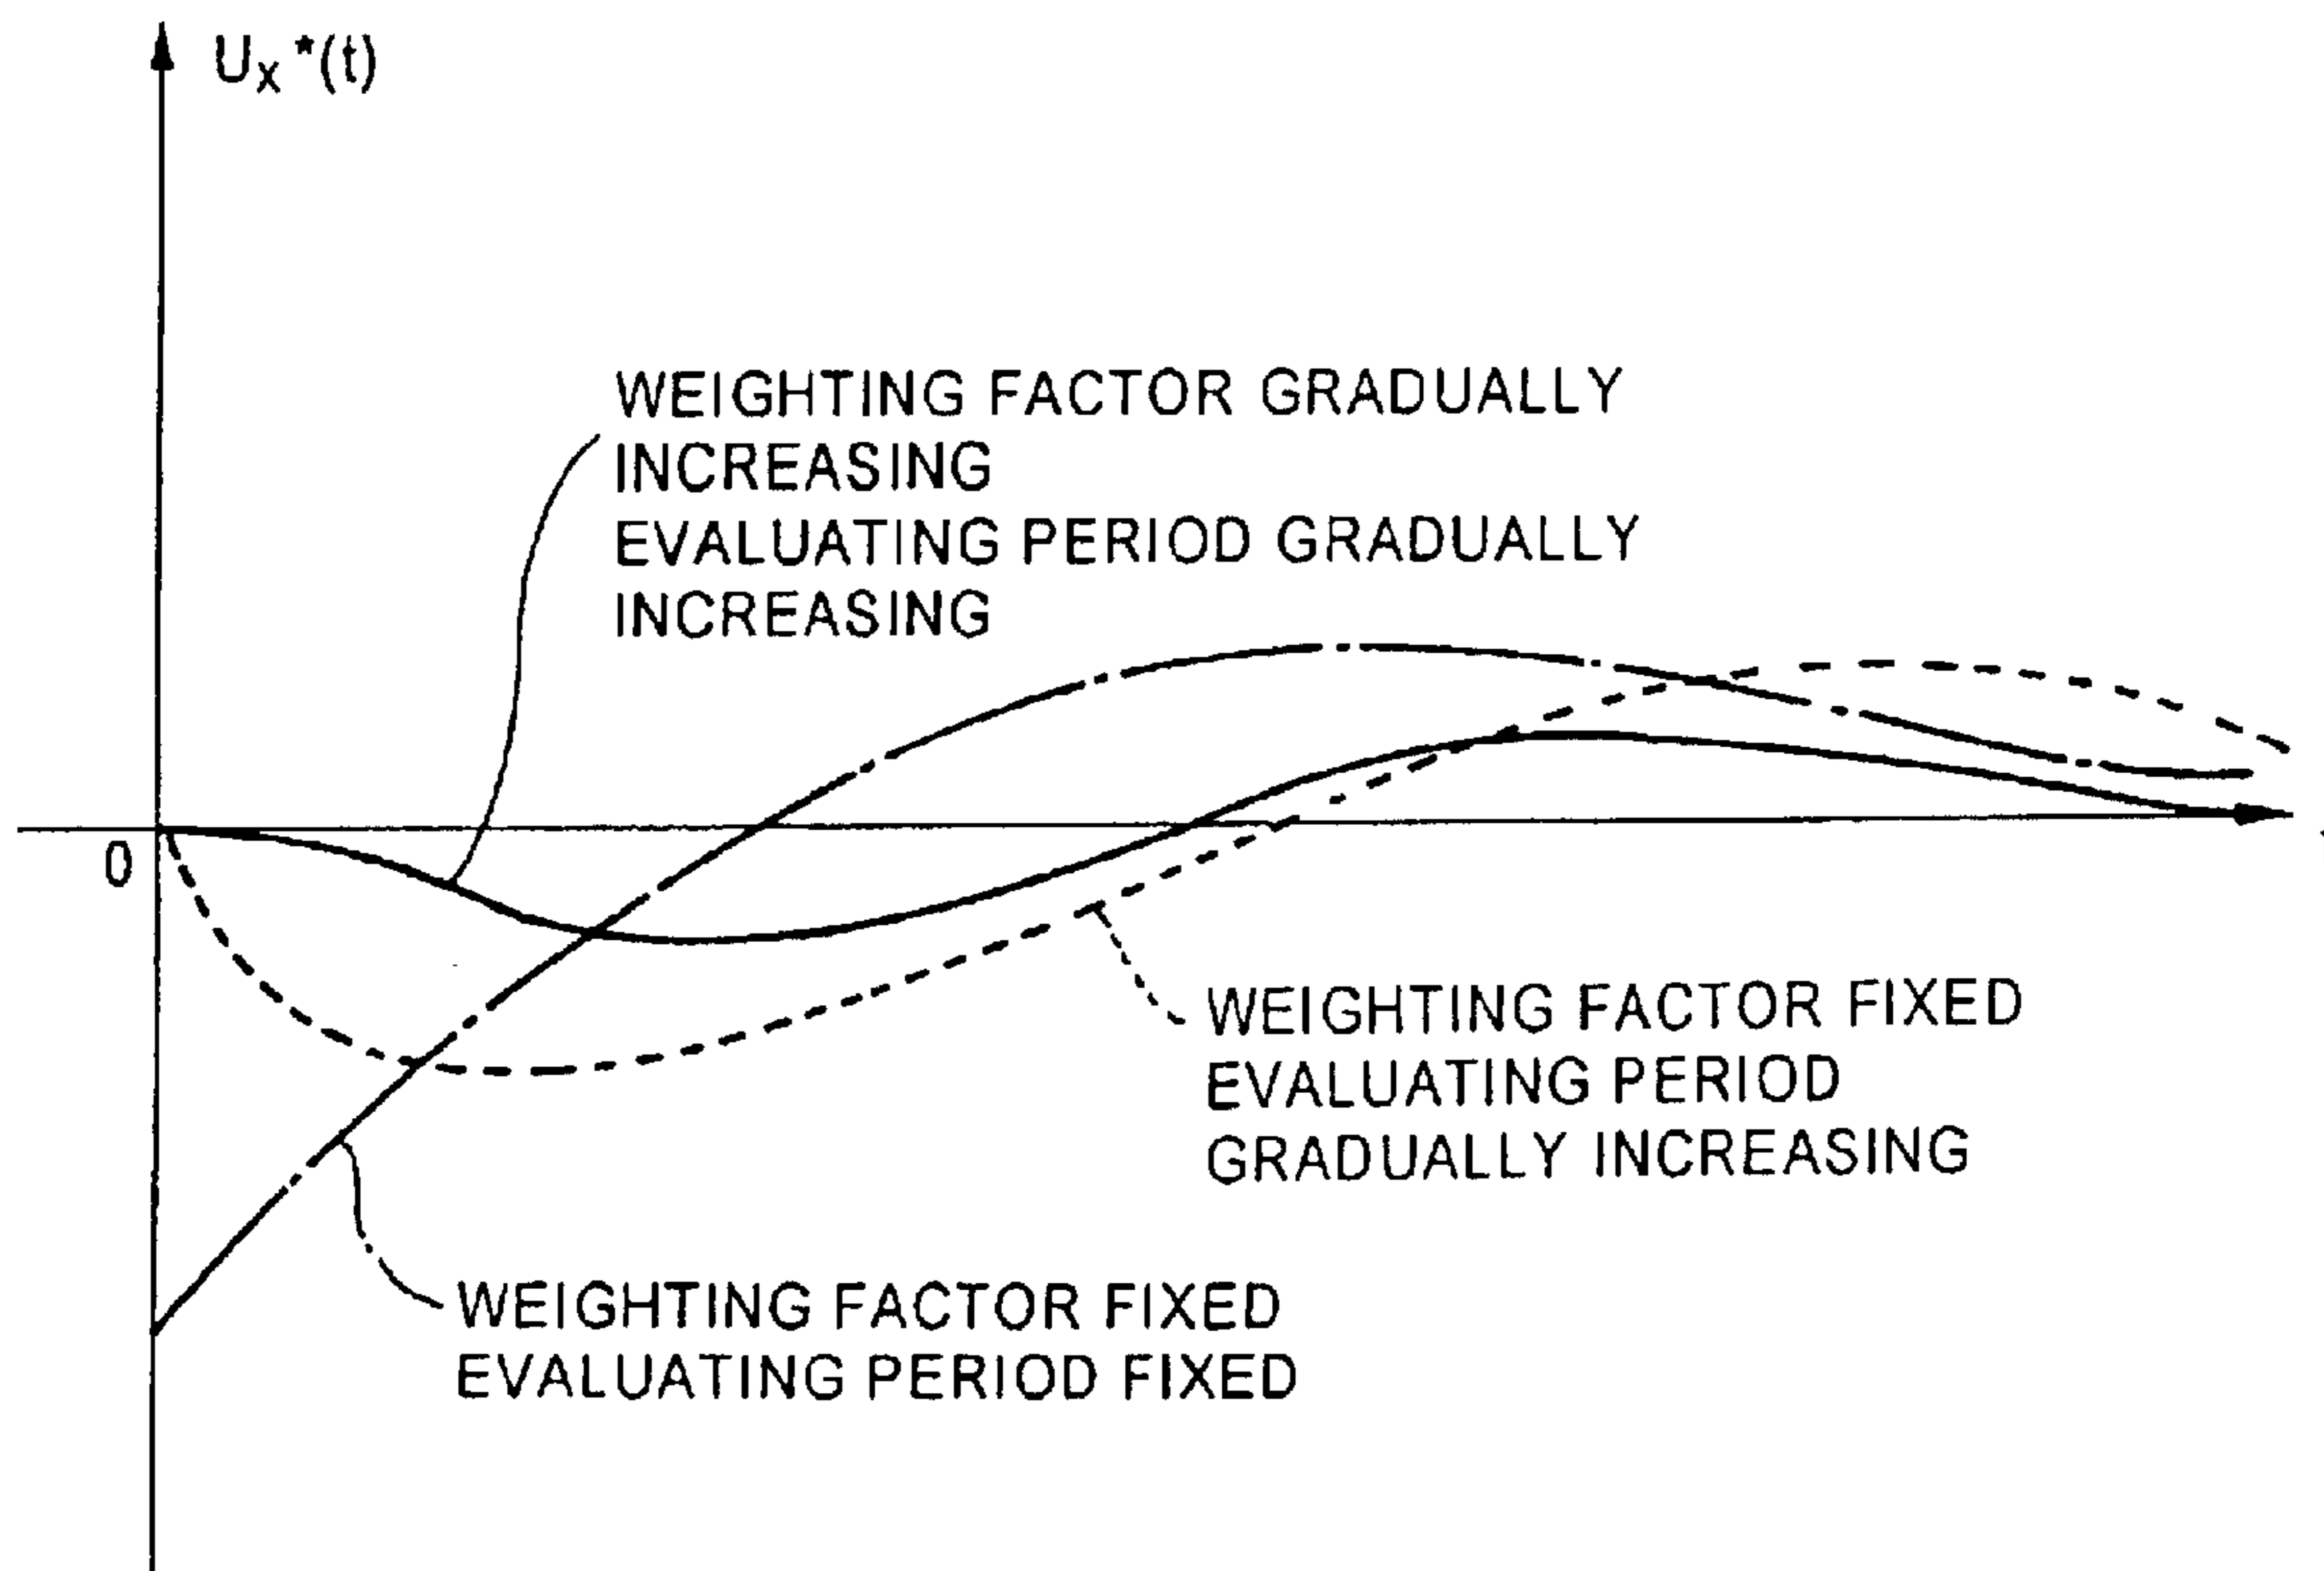 Ux*(t)
WEIGHTING FACTOR GRADUALLY
INCREASING
EVALUATING PERIOD GRADUALLY
INCREASING
0
WEIGHTING FACTOR FIXED
EVALUATING PERIOD
GRADUALLY INCREASING
WEIGHTING FACTOR FIXED
EVALUATING PERIOD FIXED